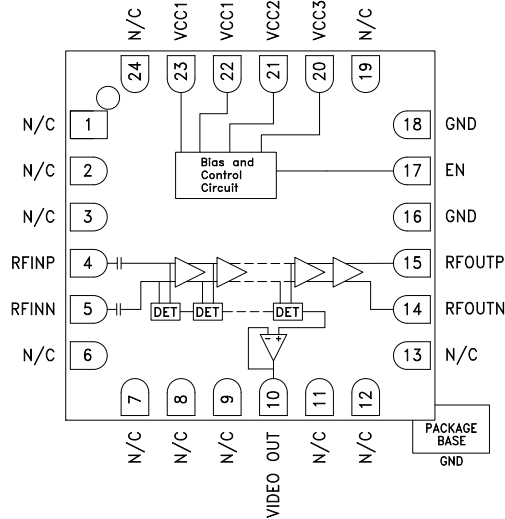 N/C
VCC1
VCC1
VCC2
VCC3
N/C
24
23
22
21
20
19
N/C
1
18
GND
N/C
2
Bias and
Control
Circuit
17
EN
N/C
3
16
GND
RFINP
4
15
RFOUTP
RFINN
5
DET
DET
DET
14
RFOUTN
- +
N/C
6
13
N/C
7
8
9
10
11
12
N/C
N/C
N/C
VIDEO OUT
N/C
N/C
PACKAGE
BASE
GND